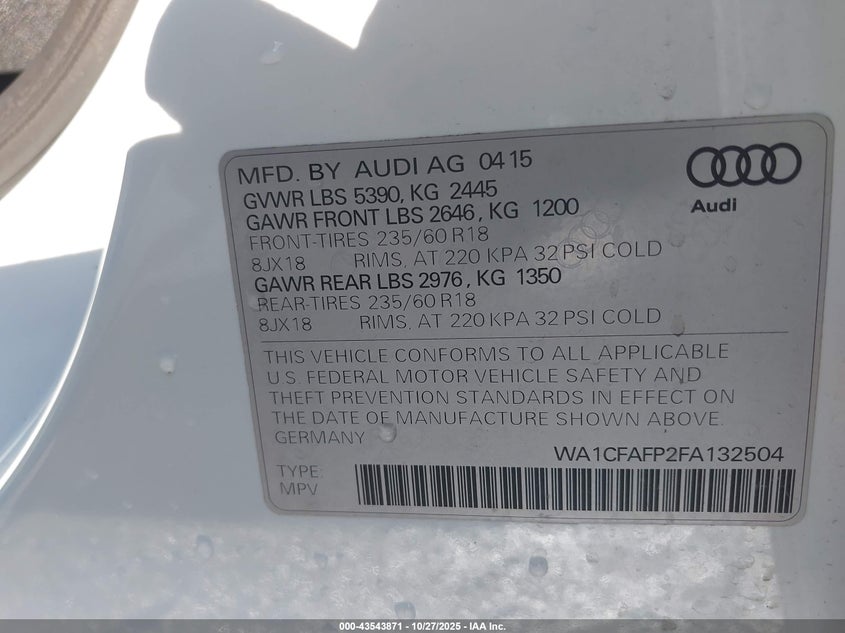 MFD. BY AUDI AG 04 15
GVWR LBS 5390, KG 2445
GAWR FRONT LBS 2646, KG 1200
FRONT-TIRES 235/60 R18
8JX18 RIMS, AT 220 KPA 32 PSI COLD
GAWR REAR LBS 2976, KG 1350
REAR-TIRES 235/60 R18
8JX18 RIMS, AT 220 KPA 32 PSI COLD
Audi
THIS VEHICLE CONFORMS TO ALL APPLICABLE
U.S. FEDERAL MOTOR VEHICLE SAFETY AND
THEFT PREVENTION STANDARDS IN EFFECT ON
THE DATE OF MANUFACTURE SHOWN ABOVE.
GERMANY
WA1CFAFP2FA132504
TYPE:
MPV
000-43543871 - 10/27/2025 - IAA Inc.